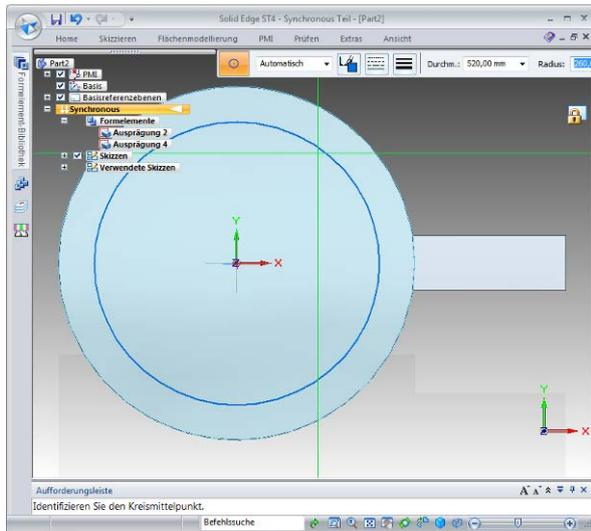 Solid Edge ST4 - Synchronous Teil - [Part2]
Home Skizzieren Flächenmodellierung PMI Prüfen Extras Ansicht
Automatisch Durchm.: 520,00 mm Radius: 260,
Formelement-Bibliothek
Part2
PMI
Basis
Basisreferenzebenen
Synchronous
Formelemente
Ausprägung 2
Ausprägung 4
Skizzen
Verwendete Skizzen
Y
Z X
Y
Z X
Aufforderungsleiste
Identifizieren Sie den Kreismittelpunkt.
Befehlssuche